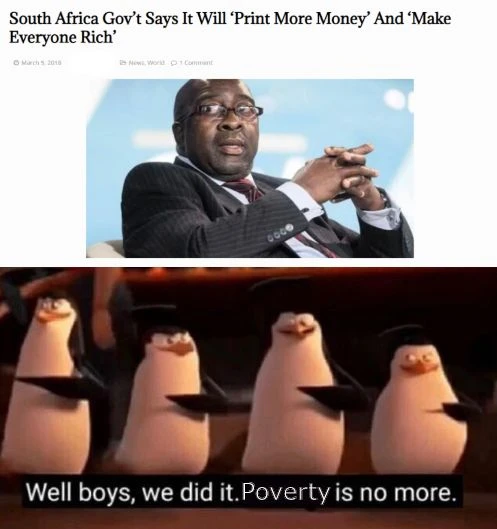 South Africa Gov’t Says It Will ‘Print More Money’ And ‘Make
Everyone Rich’
March 5, 2018 News, World 1 Comment
Well boys, we did it. Poverty is no more.